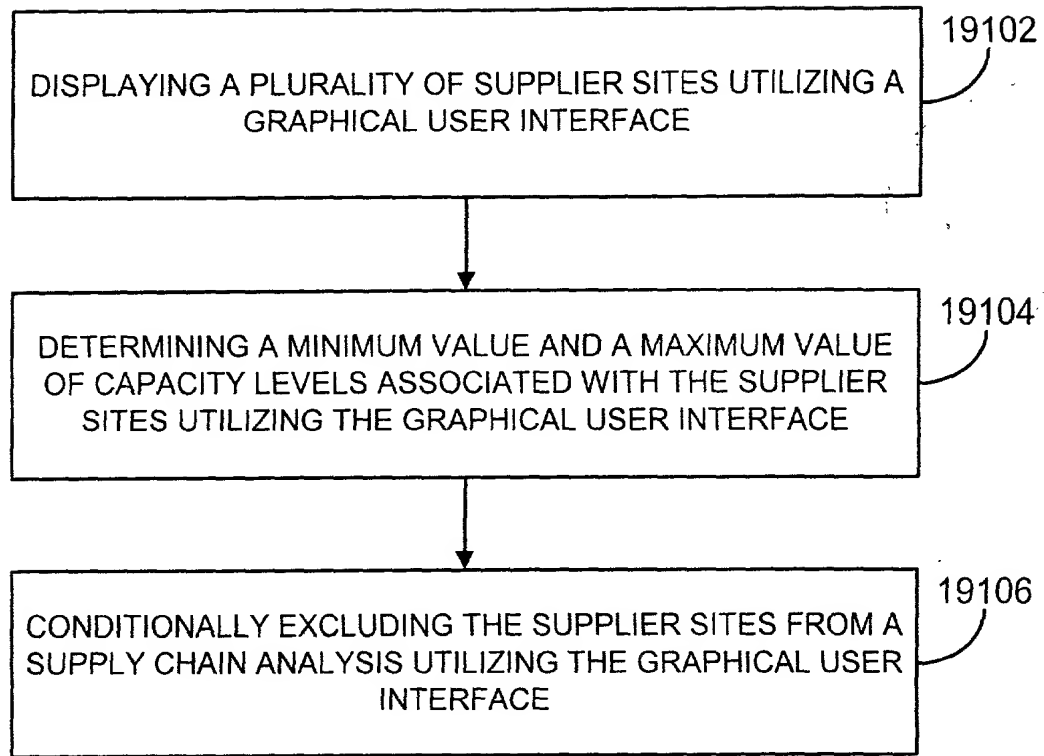 19102
DISPLAYING A PLURALITY OF SUPPLIER SITES UTILIZING A
GRAPHICAL USER INTERFACE
19104
DETERMINING A MINIMUM VALUE AND A MAXIMUM VALUE
OF CAPACITY LEVELS ASSOCIATED WITH THE SUPPLIER
SITES UTILIZING THE GRAPHICAL USER INTERFACE
19106
CONDITIONALLY EXCLUDING THE SUPPLIER SITES FROM A
SUPPLY CHAIN ANALYSIS UTILIZING THE GRAPHICAL USER
INTERFACE